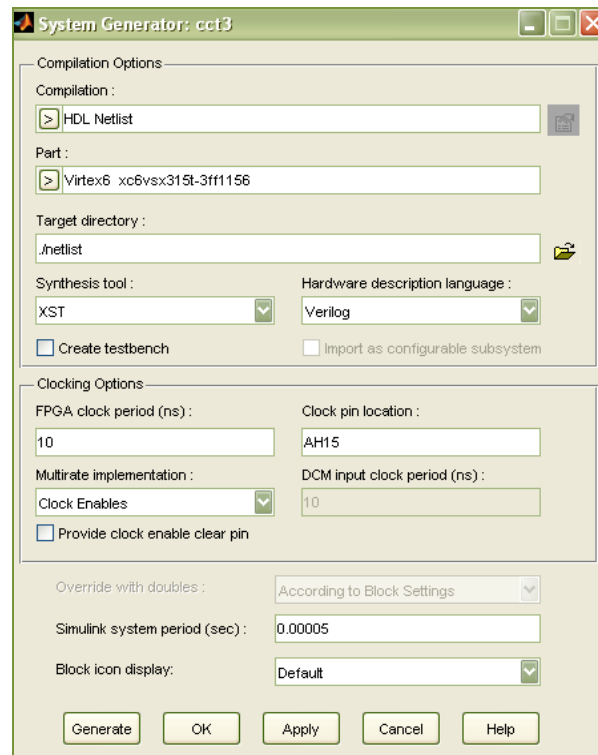 System Generator: cct3
Compilation Options
Compilation :
> HDL Netlist
Part :
> Virtex6 xc6vsx315t-3ff1156
Target directory :
./netlist
Synthesis tool :
Hardware description language :
XST
Verilog
Create testbench
Import as configurable subsystem
Clocking Options
FPGA clock period (ns) :
Clock pin location :
10
AH15
Multirate implementation :
DCM input clock period (ns) :
Clock Enables
10
Provide clock enable clear pin
Override with doubles :
According to Block Settings
Simulink system period (sec) :
0.00005
Block icon display:
Default
Generate
OK
Apply
Cancel
Help